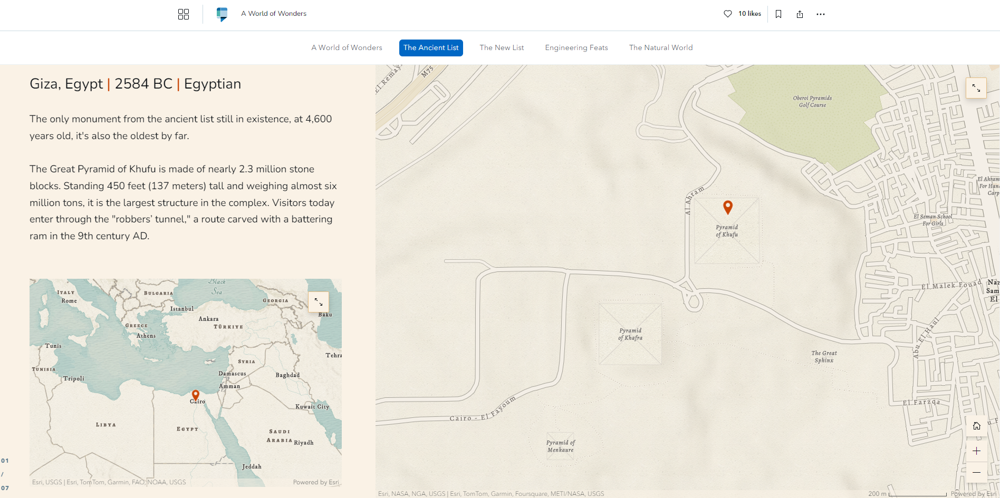 A World of Wonders
10 likes
A World of Wonders
The Ancient List
The New List
Engineering Feats
The Natural World
Giza, Egypt | 2584 BC | Egyptian
The only monument from the ancient list still in existence, at 4,600
years old, it's also the oldest by far.
The Great Pyramid of Khufu is made of nearly 2.3 million stone
blocks. Standing 450 feet (137 meters) tall and weighing almost six
million tons, it is the largest structure in the complex. Visitors today
enter through the "robbers’ tunnel," a route carved with a battering
ram in the 9th century AD.
Black
Sea
ITALY
Rome
BULGARIA
GEORGIA
Istanbul
Baku
Ankara
TÜRKIYE
GREECE
Athens
Tunis
Tehra
SYRIA
TUNISIA
Tripoli
Damascus
Baghdad
Amman
Cairo
Kuwait City
LIBYA
EGYPT
SAUDI
ARABIA
Riyadh
Jeddah
Esri, USGS | Esri, TomTom, Garmin, FAO, NOAA, USGS
Powered by Esri
01
/
07
El Remay
M75
Oberoi Pyramids
Golf Course
El Ahram
For Han
Carp
Al Ahram
El Seman School
For Girls
Pyramid
of Khufu
El Malek Fouad
Naz
Sam
El
Pyramid
of Khafra
Abu El Haul
The Great
Sphinx
El Farzqa
Cairo - El Fayoum
u F
Pyramid of
Menkaure
Esri, NASA, NGA, USGS | Esri, TomTom, Garmin, Foursquare, METI/NASA, USGS
200 m
Powered by Esri